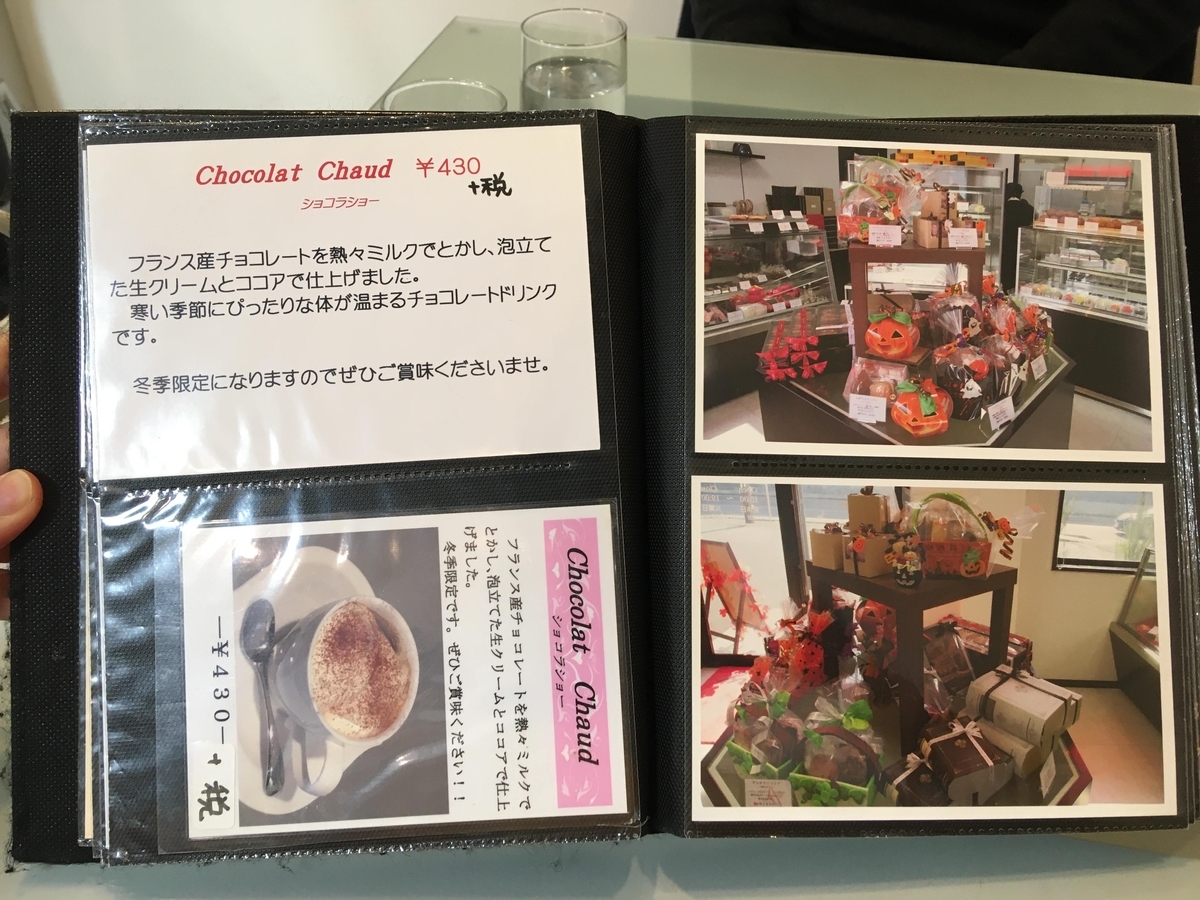 Chocolat Chaud ¥430
+税
ショコラショー
フランス産チョコレートを熱々ミルクでとかし、泡立て
た生クリームとココアで仕上げました。
寒い季節にぴったりな体が温まるチョコレートドリンク
です。
冬季限定になりますのでぜひご賞味くださいませ。
Chocolat Chaud
ショコラショー
フランス産チョコレートを熱々ミルクで
とかし、泡立てた生クリームとココアで仕上
げました。
冬季限定です。ぜひご賞味ください！！
―¥430―+税